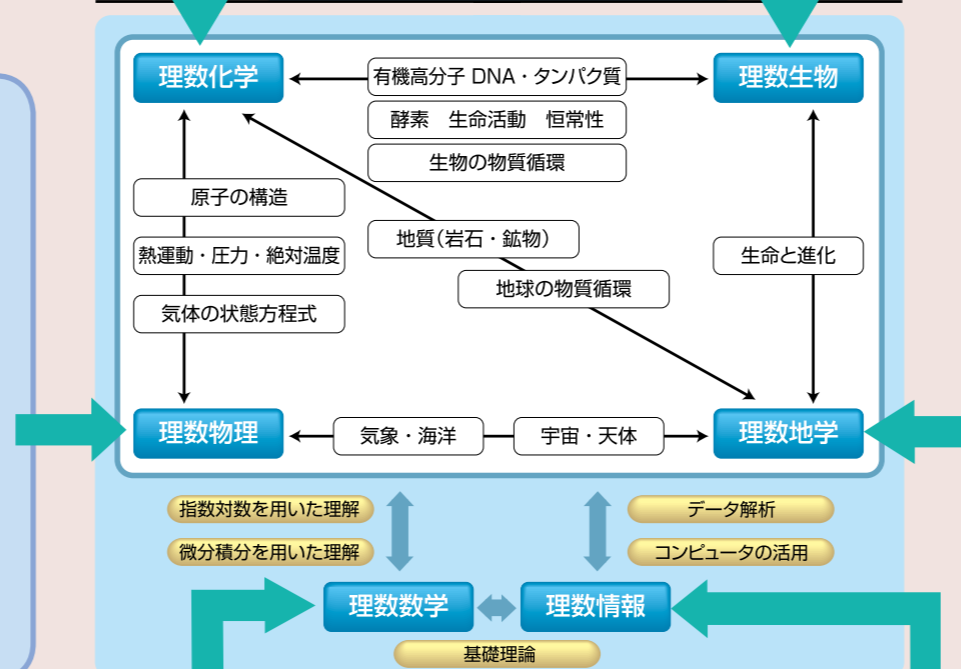 理数化学
有機高分子 DNA・タンパク質
理数生物
酵素　生命活動　恒常性
生物の物質循環
原子の構造
地質（岩石・鉱物）
熱運動・圧力・絶対温度
生命と進化
地球の物質循環
気体の状態方程式
理数物理
気象・海洋
宇宙・天体
理数地学
指数対数を用いた理解
データ解析
微分積分を用いた理解
コンピュータの活用
理数数学
理数情報
基礎理論